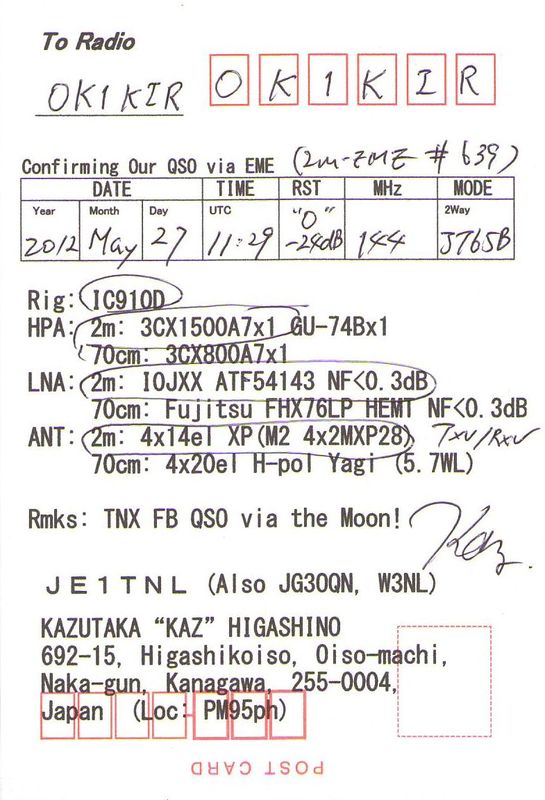 To Radio
OK1KIR OK1KIR
Confirming Our QSO via EME (2m-EME # 639)
DATE TIME RST MHz MODE
Year Month Day UTC 2Way
2012 May 27 11:29 "O" -24dB 144 JT65B
Rig: IC910D
HPA: 2m: 3CX1500A7x1 GU-74Bx1
70cm: 3CX800A7x1
LNA: 2m: I0JXX ATF54143 NF<0.3dB
70cm: Fujitsu FHX76LP HEMT NF<0.3dB
ANT: 2m: 4x14el XP(M2 4x2MXP28) TXV/RXV
70cm: 4x20el H-pol Yagi (5.7WL)
Rmks: TNX FB QSO via the Moon! Kaz
JE1TNL (Also JG3OQN, W3NL)
KAZUTAKA “KAZ” HIGASHINO
692-15, Higashikoiso, Oiso-machi,
Naka-gun, Kanagawa, 255-0004,
Japan (Loc: PM95ph)
POST CARD